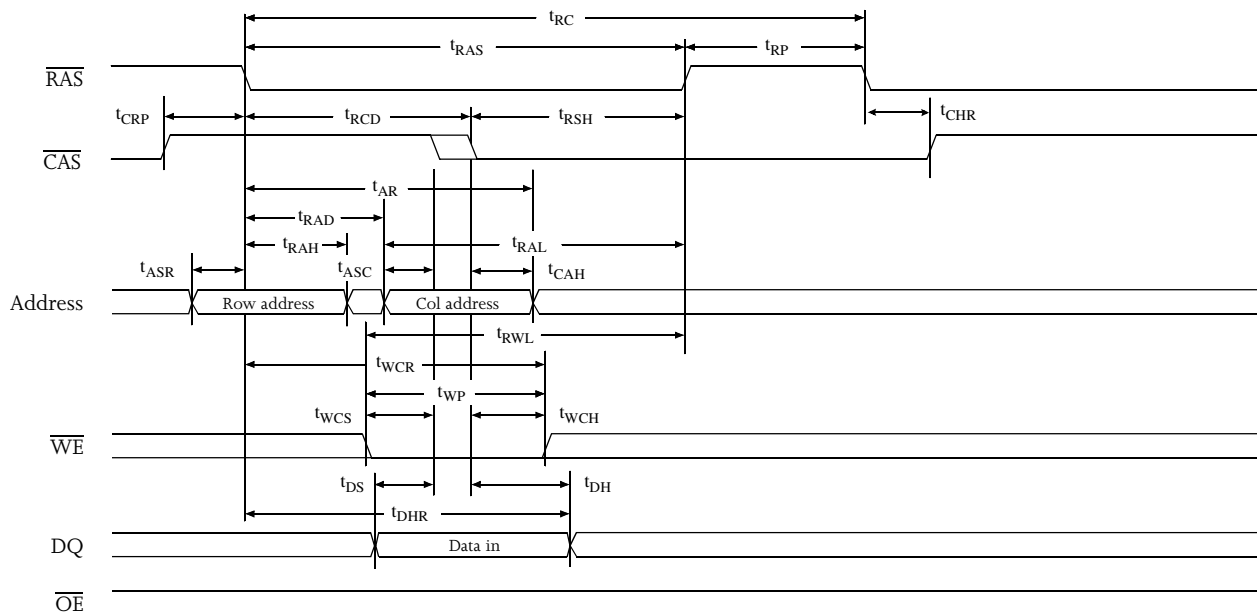 tRC
tRAS tRP
RAS
tCRP tRCD tRSH tCHR
CAS
tAR
tRAD
tRAH tRAL
tASR tASC tCAH
Address Row address Col address
tRWL
tWCR
tWP
tWCS tWCH
WE
tDS tDH
tDHR
DQ Data in
OE